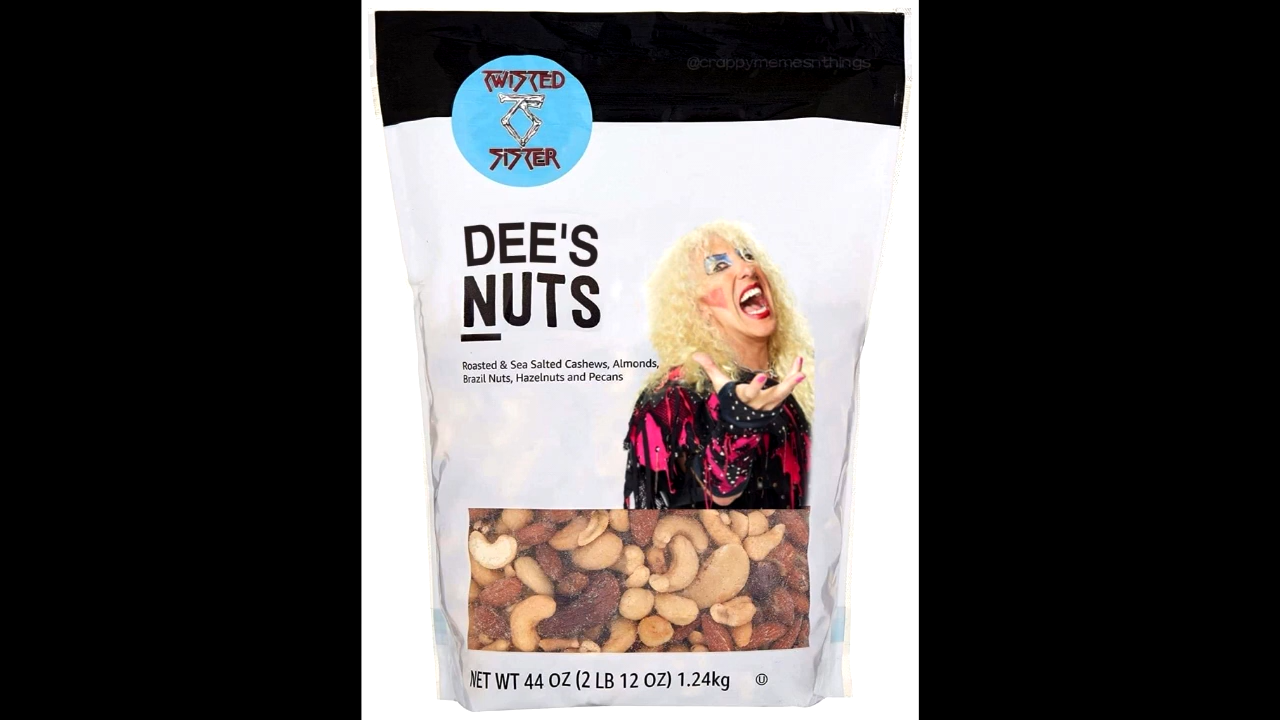 @croppymemesnthings
TWISTED
SISTER
DEE'S
NUTS
Roasted & Sea Salted Cashews, Almonds,
Brazil Nuts, Hazelnuts and Pecans
NET WT 44 OZ (2 LB 12 OZ) 1.24kg U